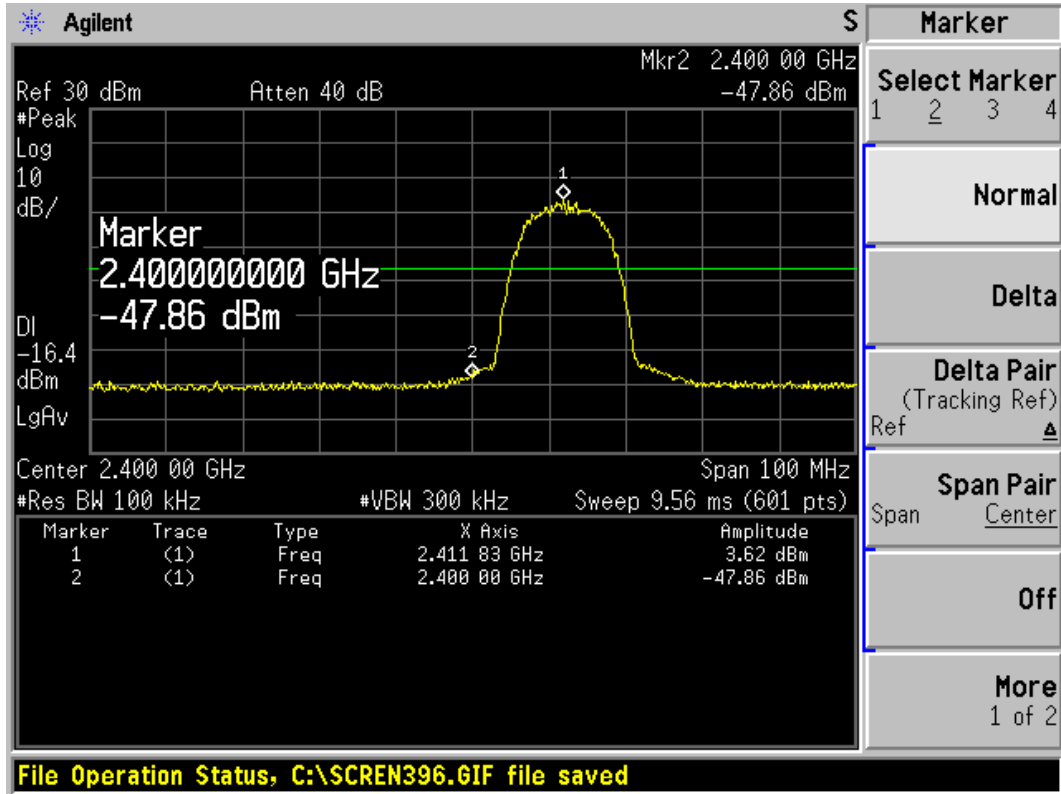 Agilent S
Mkr2 2.400 00 GHz
Ref 30 dBm Atten 40 dB -47.86 dBm
#Peak
Log
10
dB/
1
Marker
2.400000000 GHz
-47.86 dBm
DI
-16.4
dBm
2
LgAv
Center 2.400 00 GHz Span 100 MHz
#Res BW 100 kHz #VBW 300 kHz Sweep 9.56 ms (601 pts)
Marker Trace Type X Axis Amplitude
1 (1) Freq 2.411 83 GHz 3.62 dBm
2 (1) Freq 2.400 00 GHz -47.86 dBm
Marker
Select Marker
1 2 3 4
Normal
Delta
Delta Pair
(Tracking Ref)
Ref Δ
Span Pair
Span Center
Off
More
1 of 2
File Operation Status, C:\SCREN396.GIF file saved